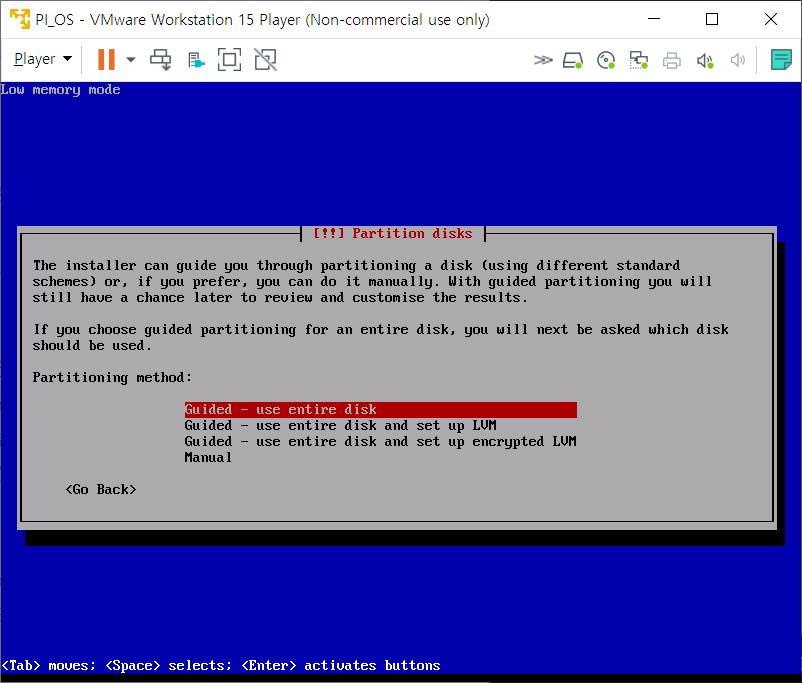 PI_OS - VMware Workstation 15 Player (Non-commercial use only)
Player
Low memory mode
[!!] Partition disks
The installer can guide you through partitioning a disk (using different standard
schemes) or, if you prefer, you can do it manually. With guided partitioning you will
still have a chance later to review and customise the results.
If you choose guided partitioning for an entire disk, you will next be asked which disk
should be used.
Partitioning method:
Guided - use entire disk
Guided - use entire disk and set up LVM
Guided - use entire disk and set up encrypted LVM
Manual
<Go Back>
<Tab> moves; <Space> selects; <Enter> activates buttons